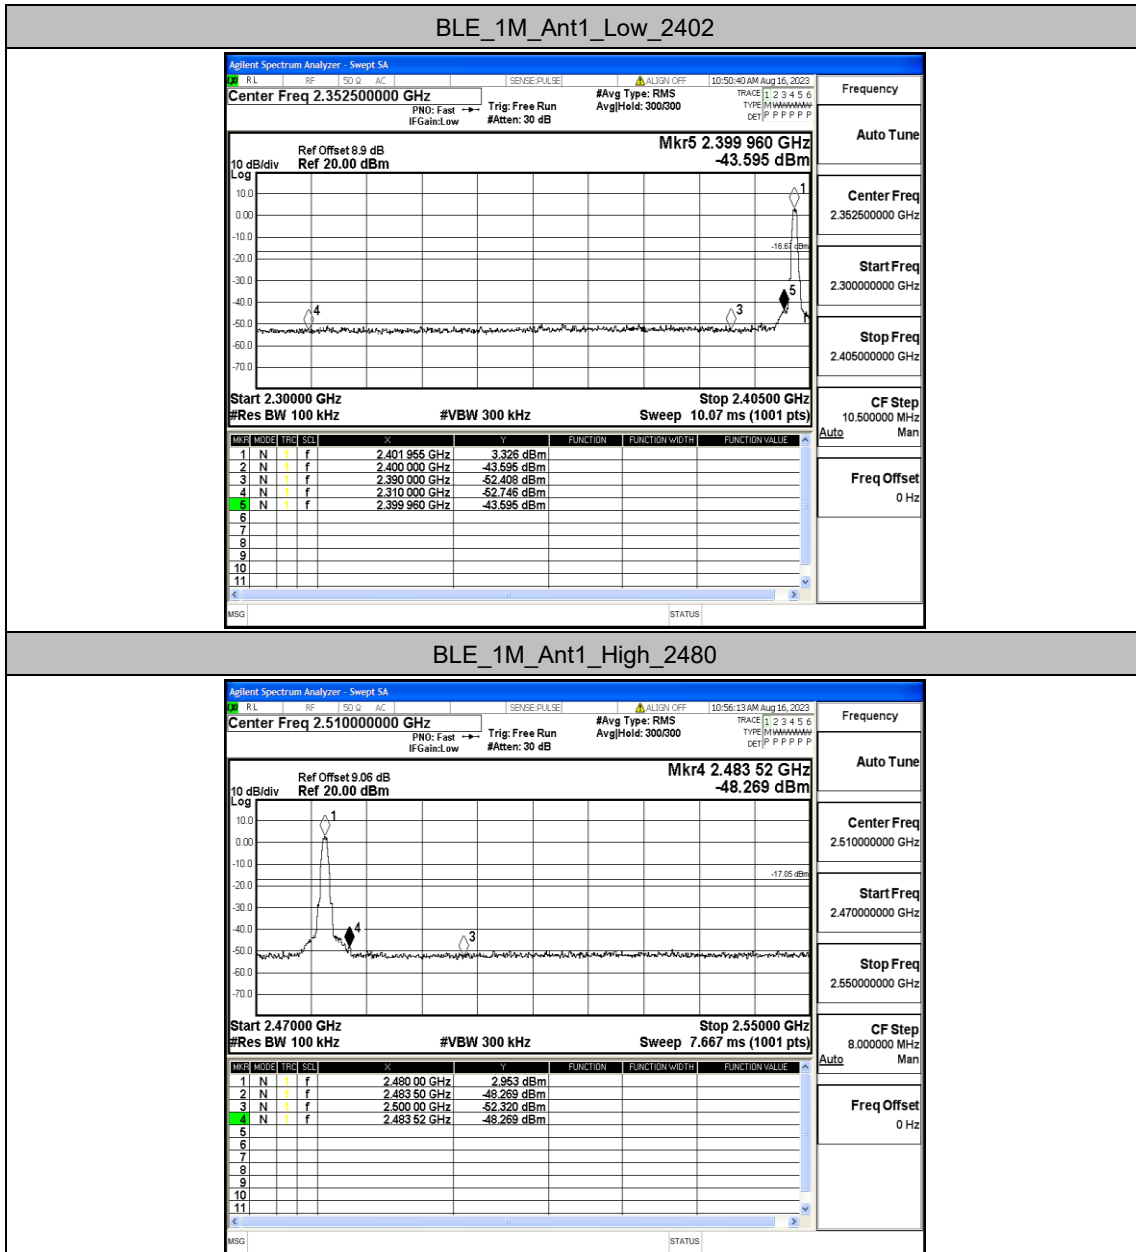 BLE_1M_Ant1_Low_2402
Agilent Spectrum Analyzer - Swept SA
RL RF 50 Ω AC SENSE:PULSE ALIGN OFF 10:50:40 AM Aug 16, 2023
Center Freq 2.352500000 GHz #Avg Type: RMS TRACE 1 2 3 4 5 6
PNO: Fast Trig: Free Run Avg|Hold: 300/300 TYPE M
IFGain:Low #Atten: 30 dB DET P P P P P P
Mkr5 2.399 960 GHz
Ref Offset 8.9 dB
10 dB/div Ref 20.00 dBm -43.595 dBm
Log
10.0
0.00
-10.0
-20.0
-30.0
-40.0
-50.0
-60.0
-70.0
1
-16.67 dBm
5
4
3
Start 2.30000 GHz Stop 2.40500 GHz
#Res BW 100 kHz #VBW 300 kHz Sweep 10.07 ms (1001 pts)
MKR MODE TRC SCL X Y FUNCTION FUNCTION WIDTH FUNCTION VALUE
1 N 1 f 2.401 955 GHz 3.326 dBm
2 N 1 f 2.400 000 GHz -43.595 dBm
3 N 1 f 2.390 000 GHz -52.408 dBm
4 N 1 f 2.310 000 GHz -52.746 dBm
5 N 1 f 2.399 960 GHz -43.595 dBm
6
7
8
9
10
11
MSG STATUS
Frequency
Auto Tune
Center Freq
2.352500000 GHz
Start Freq
2.300000000 GHz
Stop Freq
2.405000000 GHz
CF Step
10.500000 MHz
Auto Man
Freq Offset
0 Hz
BLE_1M_Ant1_High_2480
Agilent Spectrum Analyzer - Swept SA
RL RF 50 Ω AC SENSE:PULSE ALIGN OFF 10:56:13 AM Aug 16, 2023
Center Freq 2.510000000 GHz #Avg Type: RMS TRACE 1 2 3 4 5 6
PNO: Fast Trig: Free Run Avg|Hold: 300/300 TYPE M
IFGain:Low #Atten: 30 dB DET P P P P P P
Mkr4 2.483 52 GHz
Ref Offset 9.06 dB
10 dB/div Ref 20.00 dBm -48.269 dBm
Log
10.0
0.00
-10.0
-20.0
-30.0
-40.0
-50.0
-60.0
-70.0
1
-17.05 dBm
4
3
Start 2.47000 GHz Stop 2.55000 GHz
#Res BW 100 kHz #VBW 300 kHz Sweep 7.667 ms (1001 pts)
MKR MODE TRC SCL X Y FUNCTION FUNCTION WIDTH FUNCTION VALUE
1 N 1 f 2.480 00 GHz 2.953 dBm
2 N 1 f 2.483 50 GHz -48.269 dBm
3 N 1 f 2.500 00 GHz -52.320 dBm
4 N 1 f 2.483 52 GHz -48.269 dBm
5
6
7
8
9
10
11
MSG STATUS
Frequency
Auto Tune
Center Freq
2.510000000 GHz
Start Freq
2.470000000 GHz
Stop Freq
2.550000000 GHz
CF Step
8.000000 MHz
Auto Man
Freq Offset
0 Hz